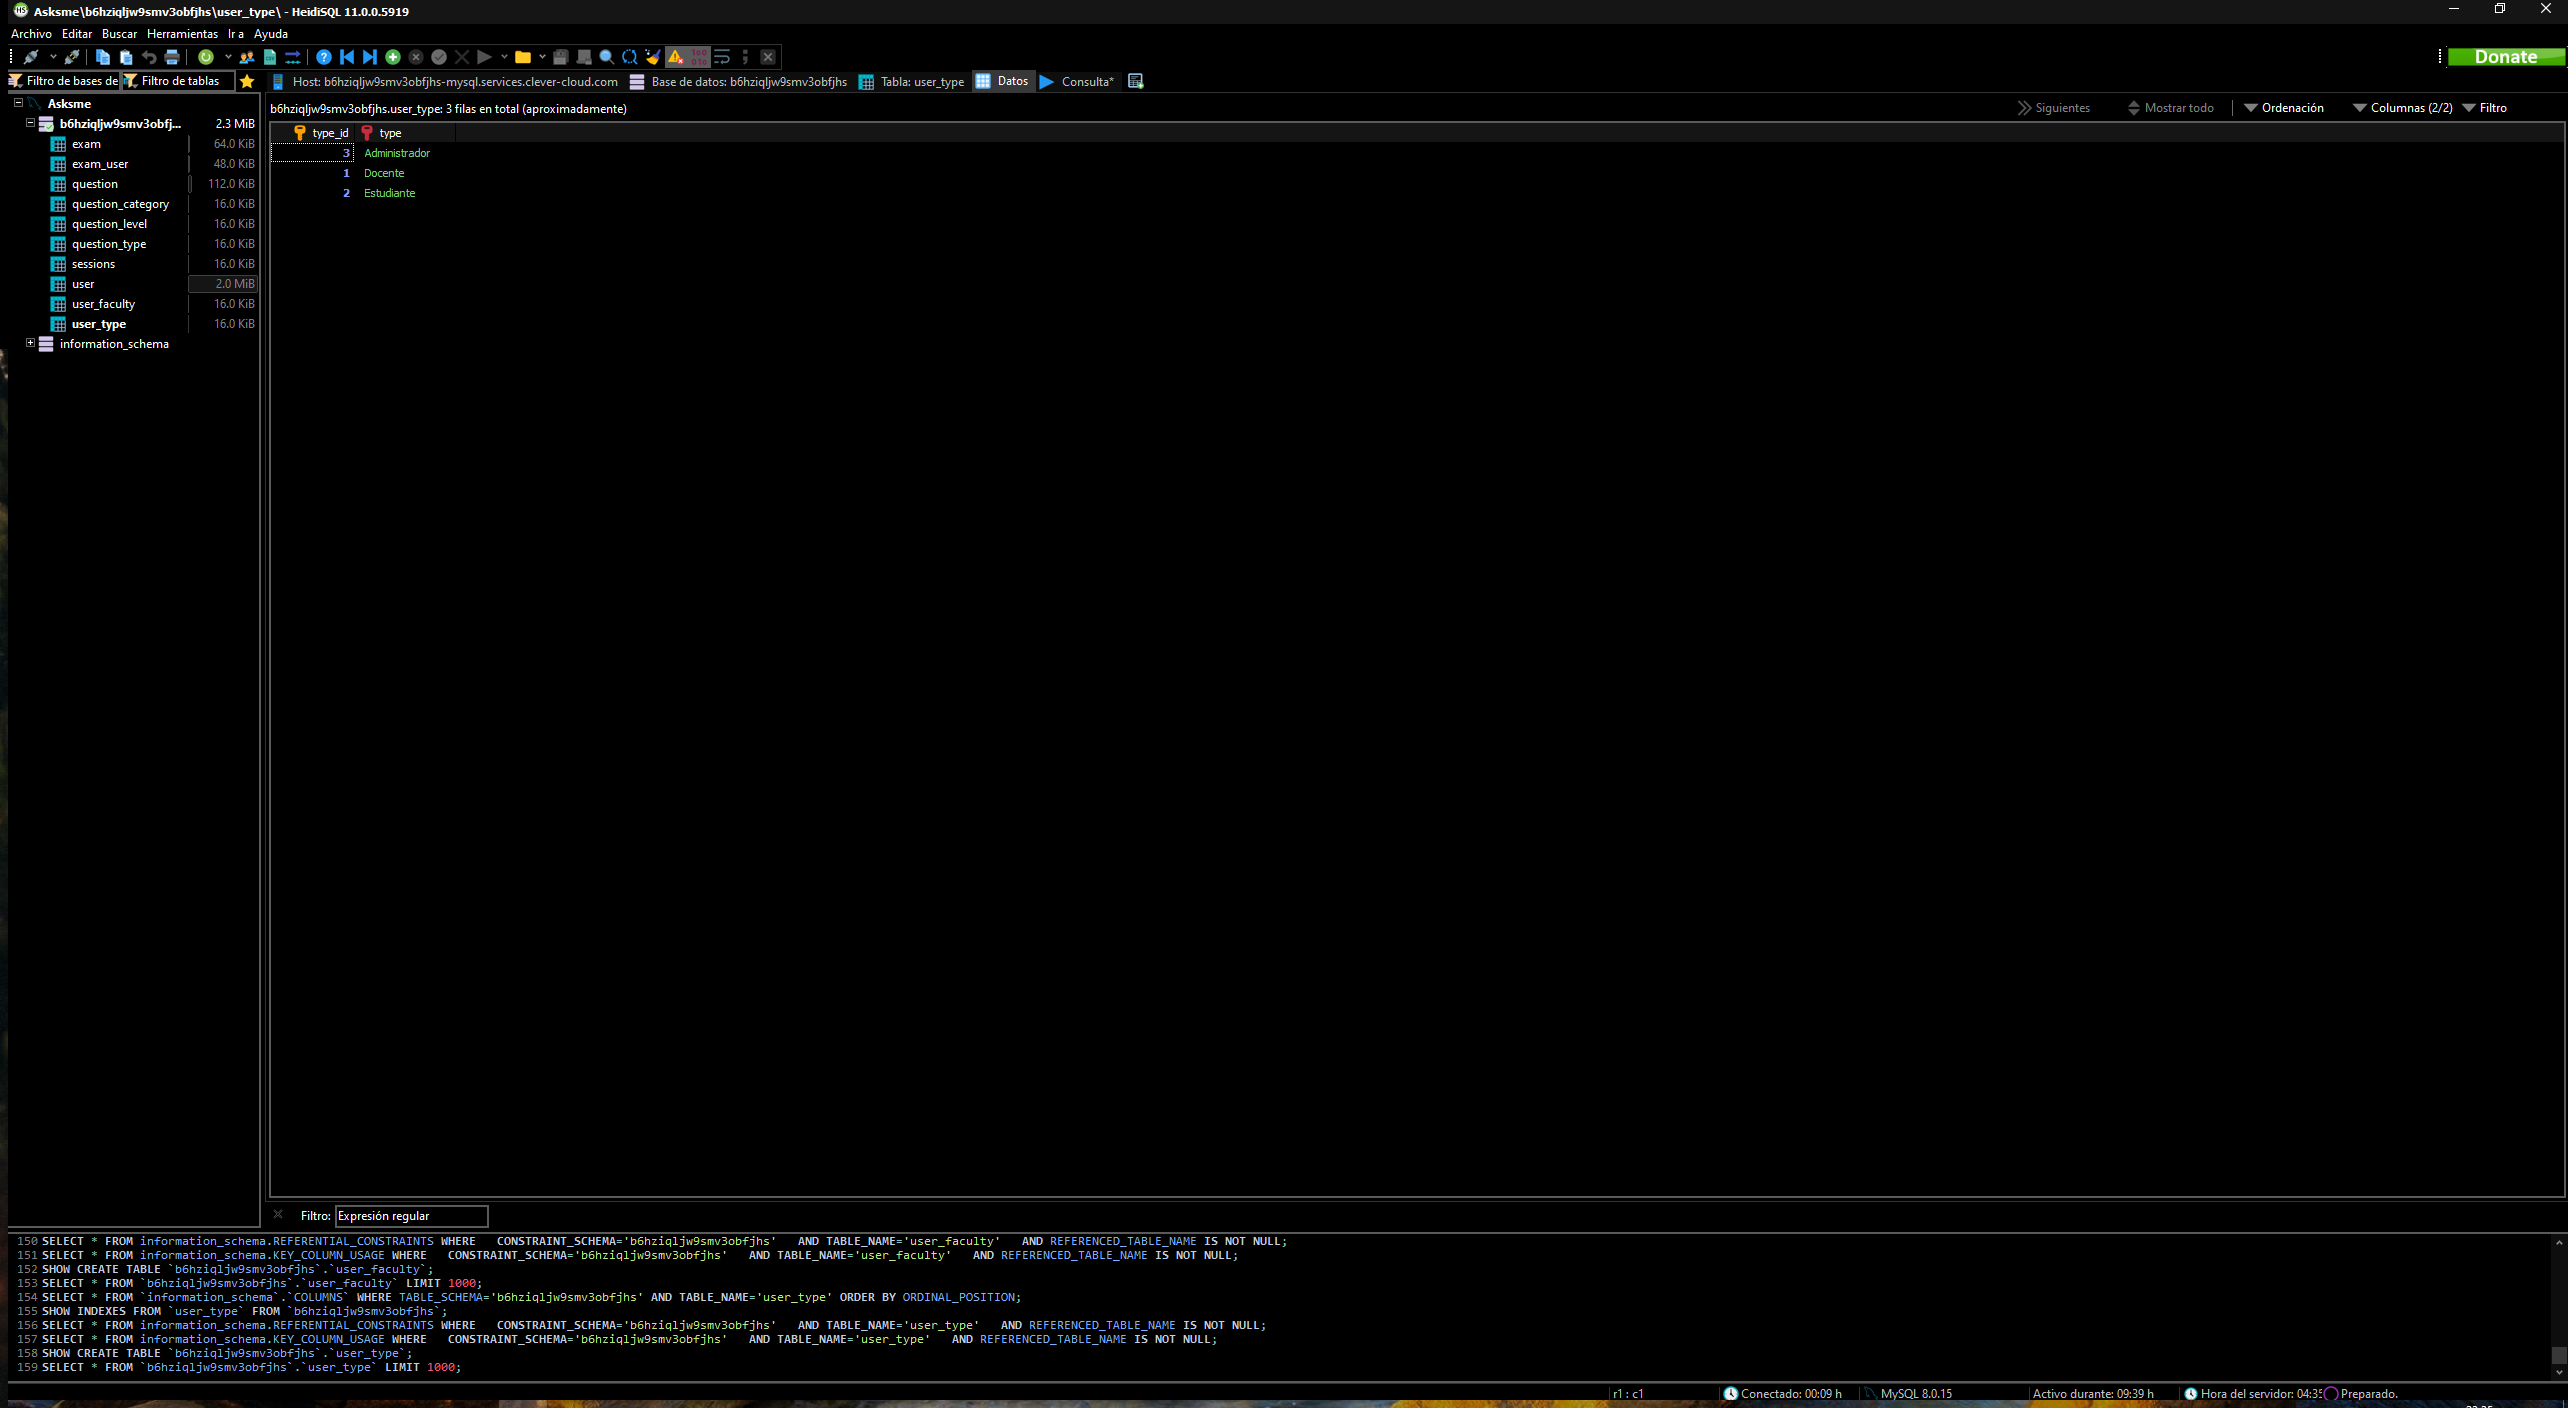 Asksme\b6hziqljw9smv3obfjhs\user_type\ - HeidiSQL 11.0.0.5919
Archivo Editar Buscar Herramientas Ir a Ayuda
Donate
Filtro de bases de Filtro de tablas
Host: b6hziqljw9smv3obfjhs-mysql.services.clever-cloud.com Base de datos: b6hziqljw9smv3obfjhs Tabla: user_type Datos Consulta*
Asksme
b6hziqljw9smv3obfj... 2.3 MiB
exam 64.0 KiB
exam_user 48.0 KiB
question 112.0 KiB
question_category 16.0 KiB
question_level 16.0 KiB
question_type 16.0 KiB
sessions 16.0 KiB
user 2.0 MiB
user_faculty 16.0 KiB
user_type 16.0 KiB
information_schema
b6hziqljw9smv3obfjhs.user_type: 3 filas en total (aproximadamente)
Siguientes Mostrar todo Ordenación Columnas (2/2) Filtro
type_id type
3 Administrador
1 Docente
2 Estudiante
Filtro: Expresión regular
150 SELECT * FROM information_schema.REFERENTIAL_CONSTRAINTS WHERE CONSTRAINT_SCHEMA='b6hziqljw9smv3obfjhs' AND TABLE_NAME='user_faculty' AND REFERENCED_TABLE_NAME IS NOT NULL;
151 SELECT * FROM information_schema.KEY_COLUMN_USAGE WHERE CONSTRAINT_SCHEMA='b6hziqljw9smv3obfjhs' AND TABLE_NAME='user_faculty' AND REFERENCED_TABLE_NAME IS NOT NULL;
152 SHOW CREATE TABLE `b6hziqljw9smv3obfjhs`.`user_faculty`;
153 SELECT * FROM `b6hziqljw9smv3obfjhs`.`user_faculty` LIMIT 1000;
154 SELECT * FROM `information_schema`.`COLUMNS` WHERE TABLE_SCHEMA='b6hziqljw9smv3obfjhs' AND TABLE_NAME='user_type' ORDER BY ORDINAL_POSITION;
155 SHOW INDEXES FROM `user_type` FROM `b6hziqljw9smv3obfjhs`;
156 SELECT * FROM information_schema.REFERENTIAL_CONSTRAINTS WHERE CONSTRAINT_SCHEMA='b6hziqljw9smv3obfjhs' AND TABLE_NAME='user_type' AND REFERENCED_TABLE_NAME IS NOT NULL;
157 SELECT * FROM information_schema.KEY_COLUMN_USAGE WHERE CONSTRAINT_SCHEMA='b6hziqljw9smv3obfjhs' AND TABLE_NAME='user_type' AND REFERENCED_TABLE_NAME IS NOT NULL;
158 SHOW CREATE TABLE `b6hziqljw9smv3obfjhs`.`user_type`;
159 SELECT * FROM `b6hziqljw9smv3obfjhs`.`user_type` LIMIT 1000;
r1 : c1 Conectado: 00:09 h MySQL 8.0.15 Activo durante: 09:39 h Hora del servidor: 04:35 Preparado.